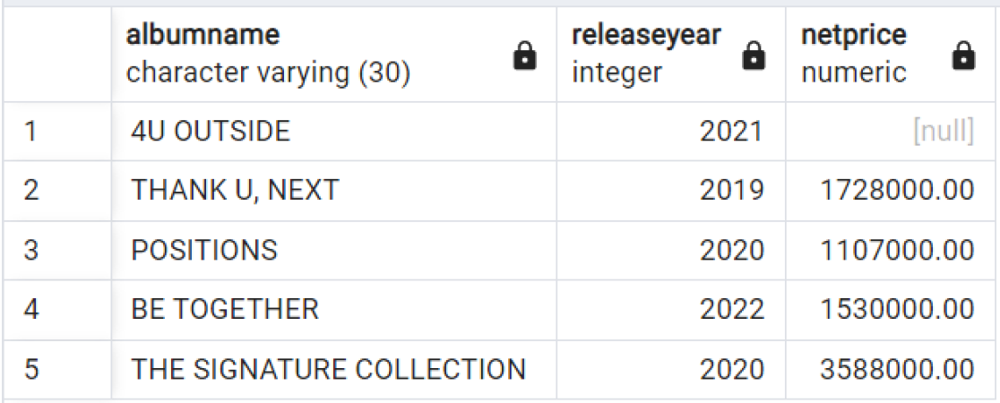 albumname releaseyear netprice
character varying (30) integer numeric
1 4U OUTSIDE 2021 [null]
2 THANK U, NEXT 2019 1728000.00
3 POSITIONS 2020 1107000.00
4 BE TOGETHER 2022 1530000.00
5 THE SIGNATURE COLLECTION 2020 3588000.00